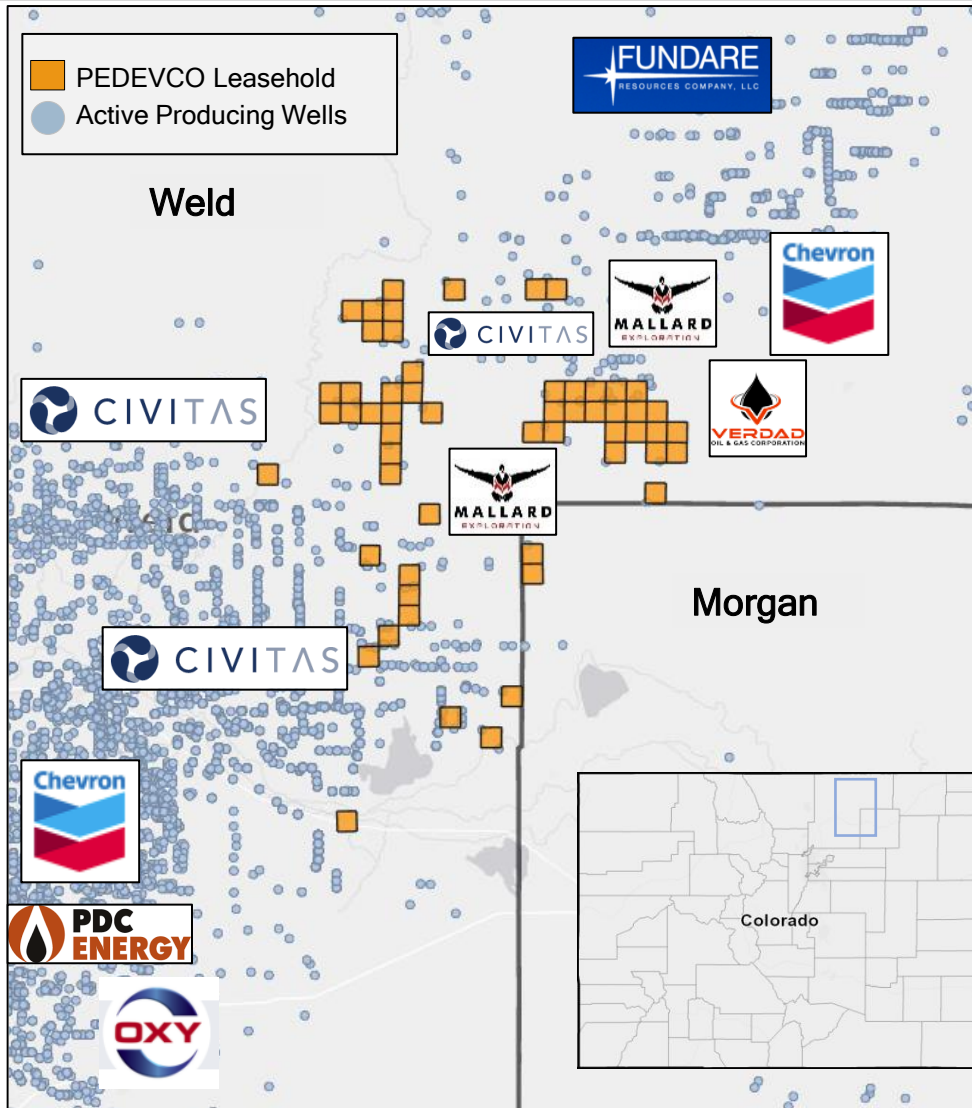 PEDEVCO Leasehold
Active Producing Wells
FUNDARE
RESOURCES COMPANY, LLC
Weld
Chevron
MALLARD
EXPLORATION
CIVITAS
CIVITAS
VERDAD
OIL & GAS CORPORATION
MALLARD
EXPLORATION
Morgan
CIVITAS
Chevron
PDC
ENERGY
OXY
Colorado